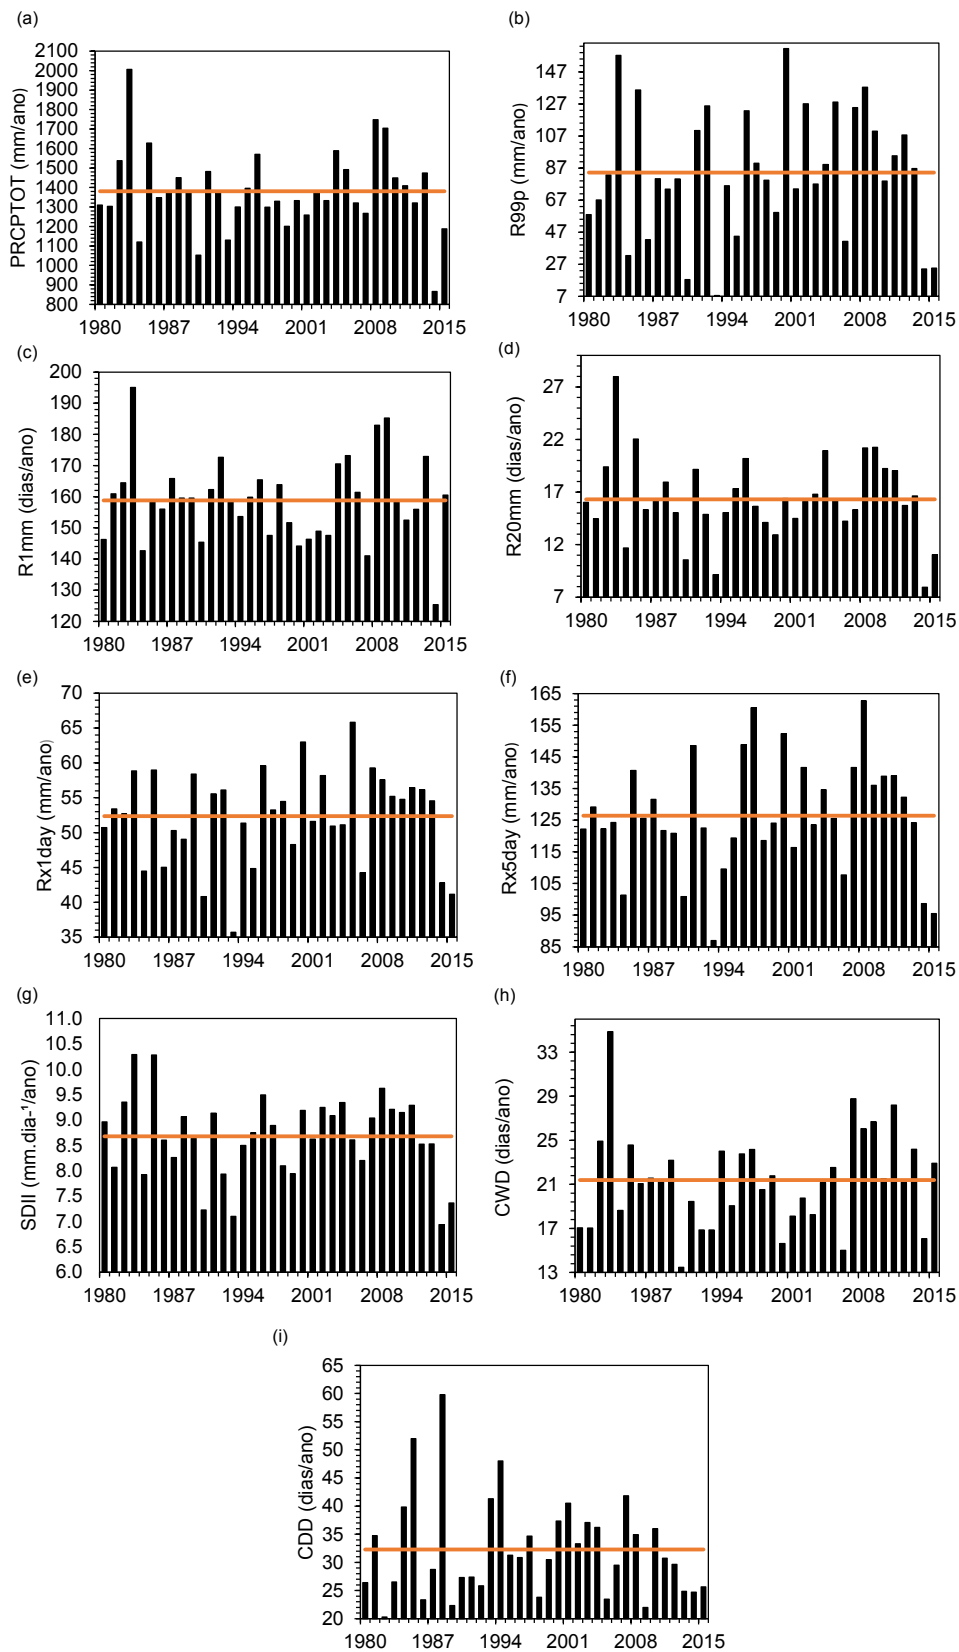 (a)
PRCPTOT (mm/ano)
2100
2000
1900
1800
1700
1600
1500
1400
1300
1200
1100
1000
900
800
1980 1987 1994 2001 2008 2015
(b)
R99p (mm/ano)
147
127
107
87
67
47
27
7
1980 1987 1994 2001 2008 2015
(c)
R1mm (dias/ano)
200
190
180
170
160
150
140
130
120
1980 1987 1994 2001 2008 2015
(d)
R20mm (dias/ano)
27
22
17
12
7
1980 1987 1994 2001 2008 2015
(e)
Rx1day (mm/ano)
70
65
60
55
50
45
40
35
1980 1987 1994 2001 2008 2015
(f)
Rx5day (mm/ano)
165
155
145
135
125
115
105
95
85
1980 1987 1994 2001 2008 2015
(g)
SDII (mm.dia-¹/ano)
11.0
10.5
10.0
9.5
9.0
8.5
8.0
7.5
7.0
6.5
6.0
1980 1987 1994 2001 2008 2015
(h)
CWD (dias/ano)
33
29
25
21
17
13
1980 1987 1994 2001 2008 2015
(i)
CDD (dias/ano)
65
60
55
50
45
40
35
30
25
20
1980 1987 1994 2001 2008 2015